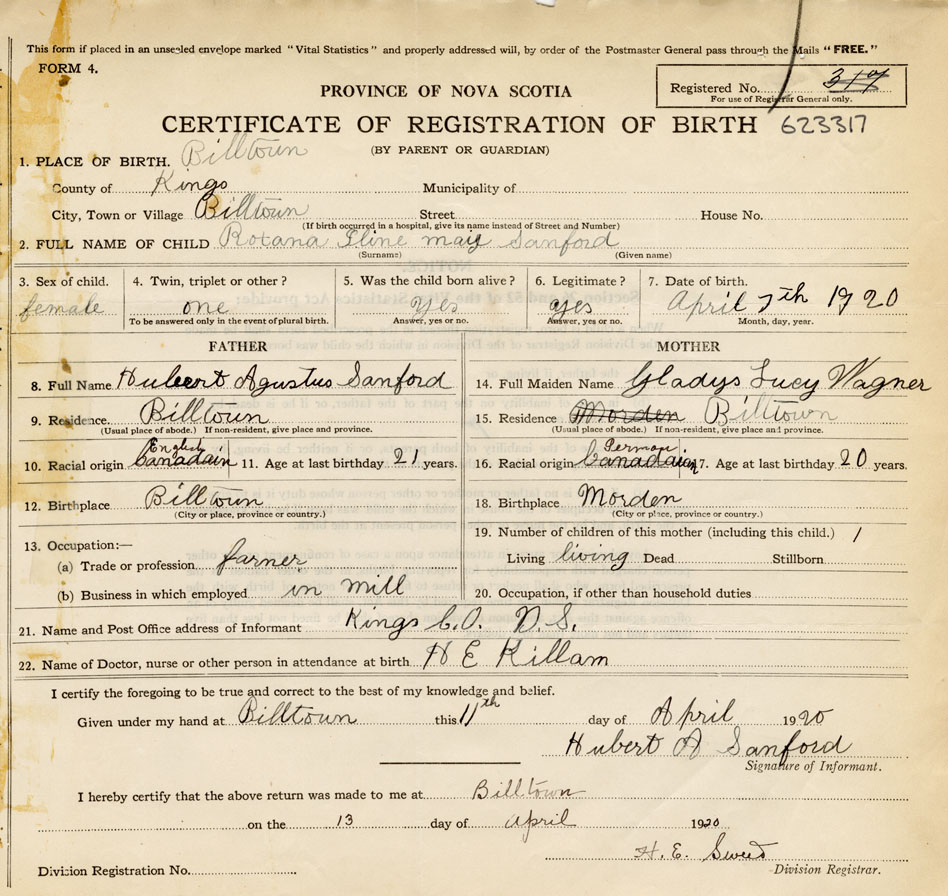 This form if placed in an unsealed envelope marked "Vital Statistics" and properly addressed will, by order of the Postmaster General pass through the Mails "FREE."
FORM 4.
Registered No. 317
For use of Registrar General only.
PROVINCE OF NOVA SCOTIA
CERTIFICATE OF REGISTRATION OF BIRTH 623317
(BY PARENT OR GUARDIAN)
1. PLACE OF BIRTH. Billtown
County of Kings Municipality of
City, Town or Village Billtown Street House No.
(If birth occurred in a hospital, give its name instead of Street and Number)
2. FULL NAME OF CHILD Roxana Iline may Sanford
(Surname) (Given name)
3. Sex of child. 4. Twin, triplet or other? 5. Was the child born alive? 6. Legitimate? 7. Date of birth.
female one yes yes April 7th 1920
To be answered only in the event of plural birth. Answer, yes or no. Answer, yes or no. Month, day, year.
FATHER
8. Full Name Hubert Agustus Sanford
9. Residence. Billtown
(Usual place of abode.) If non-resident, give place and province.
English
10. Racial origin Canadain 11. Age at last birthday 21 years.
12. Birthplace Billtown
(City or place, province or country.)
13. Occupation:—
(a) Trade or profession farner
(b) Business in which employed in mill
MOTHER
14. Full Maiden Name Gladys Lucy Wagner
15. Residence Morden Billtown
(Usual place of abode.) If non-resident, give place and province.
German
16. Racial origin Canadain 17. Age at last birthday 20 years.
18. Birthplace Morden
(City or place, province or country.)
19. Number of children of this mother (including this child.) 1
Living living Dead Stillborn
20. Occupation, if other than household duties
21. Name and Post Office address of Informant Kings C.O. N.S.
22. Name of Doctor, nurse or other person in attendance at birth H E Killam
I certify the foregoing to be true and correct to the best of my knowledge and belief.
Given under my hand at Billtown this 11th day of April 1920
Hubert A Sanford
Signature of Informant.
I hereby certify that the above return was made to me at Billtown
on the 13 day of April 1920
H. E.
Division Registration No. Division Registrar.